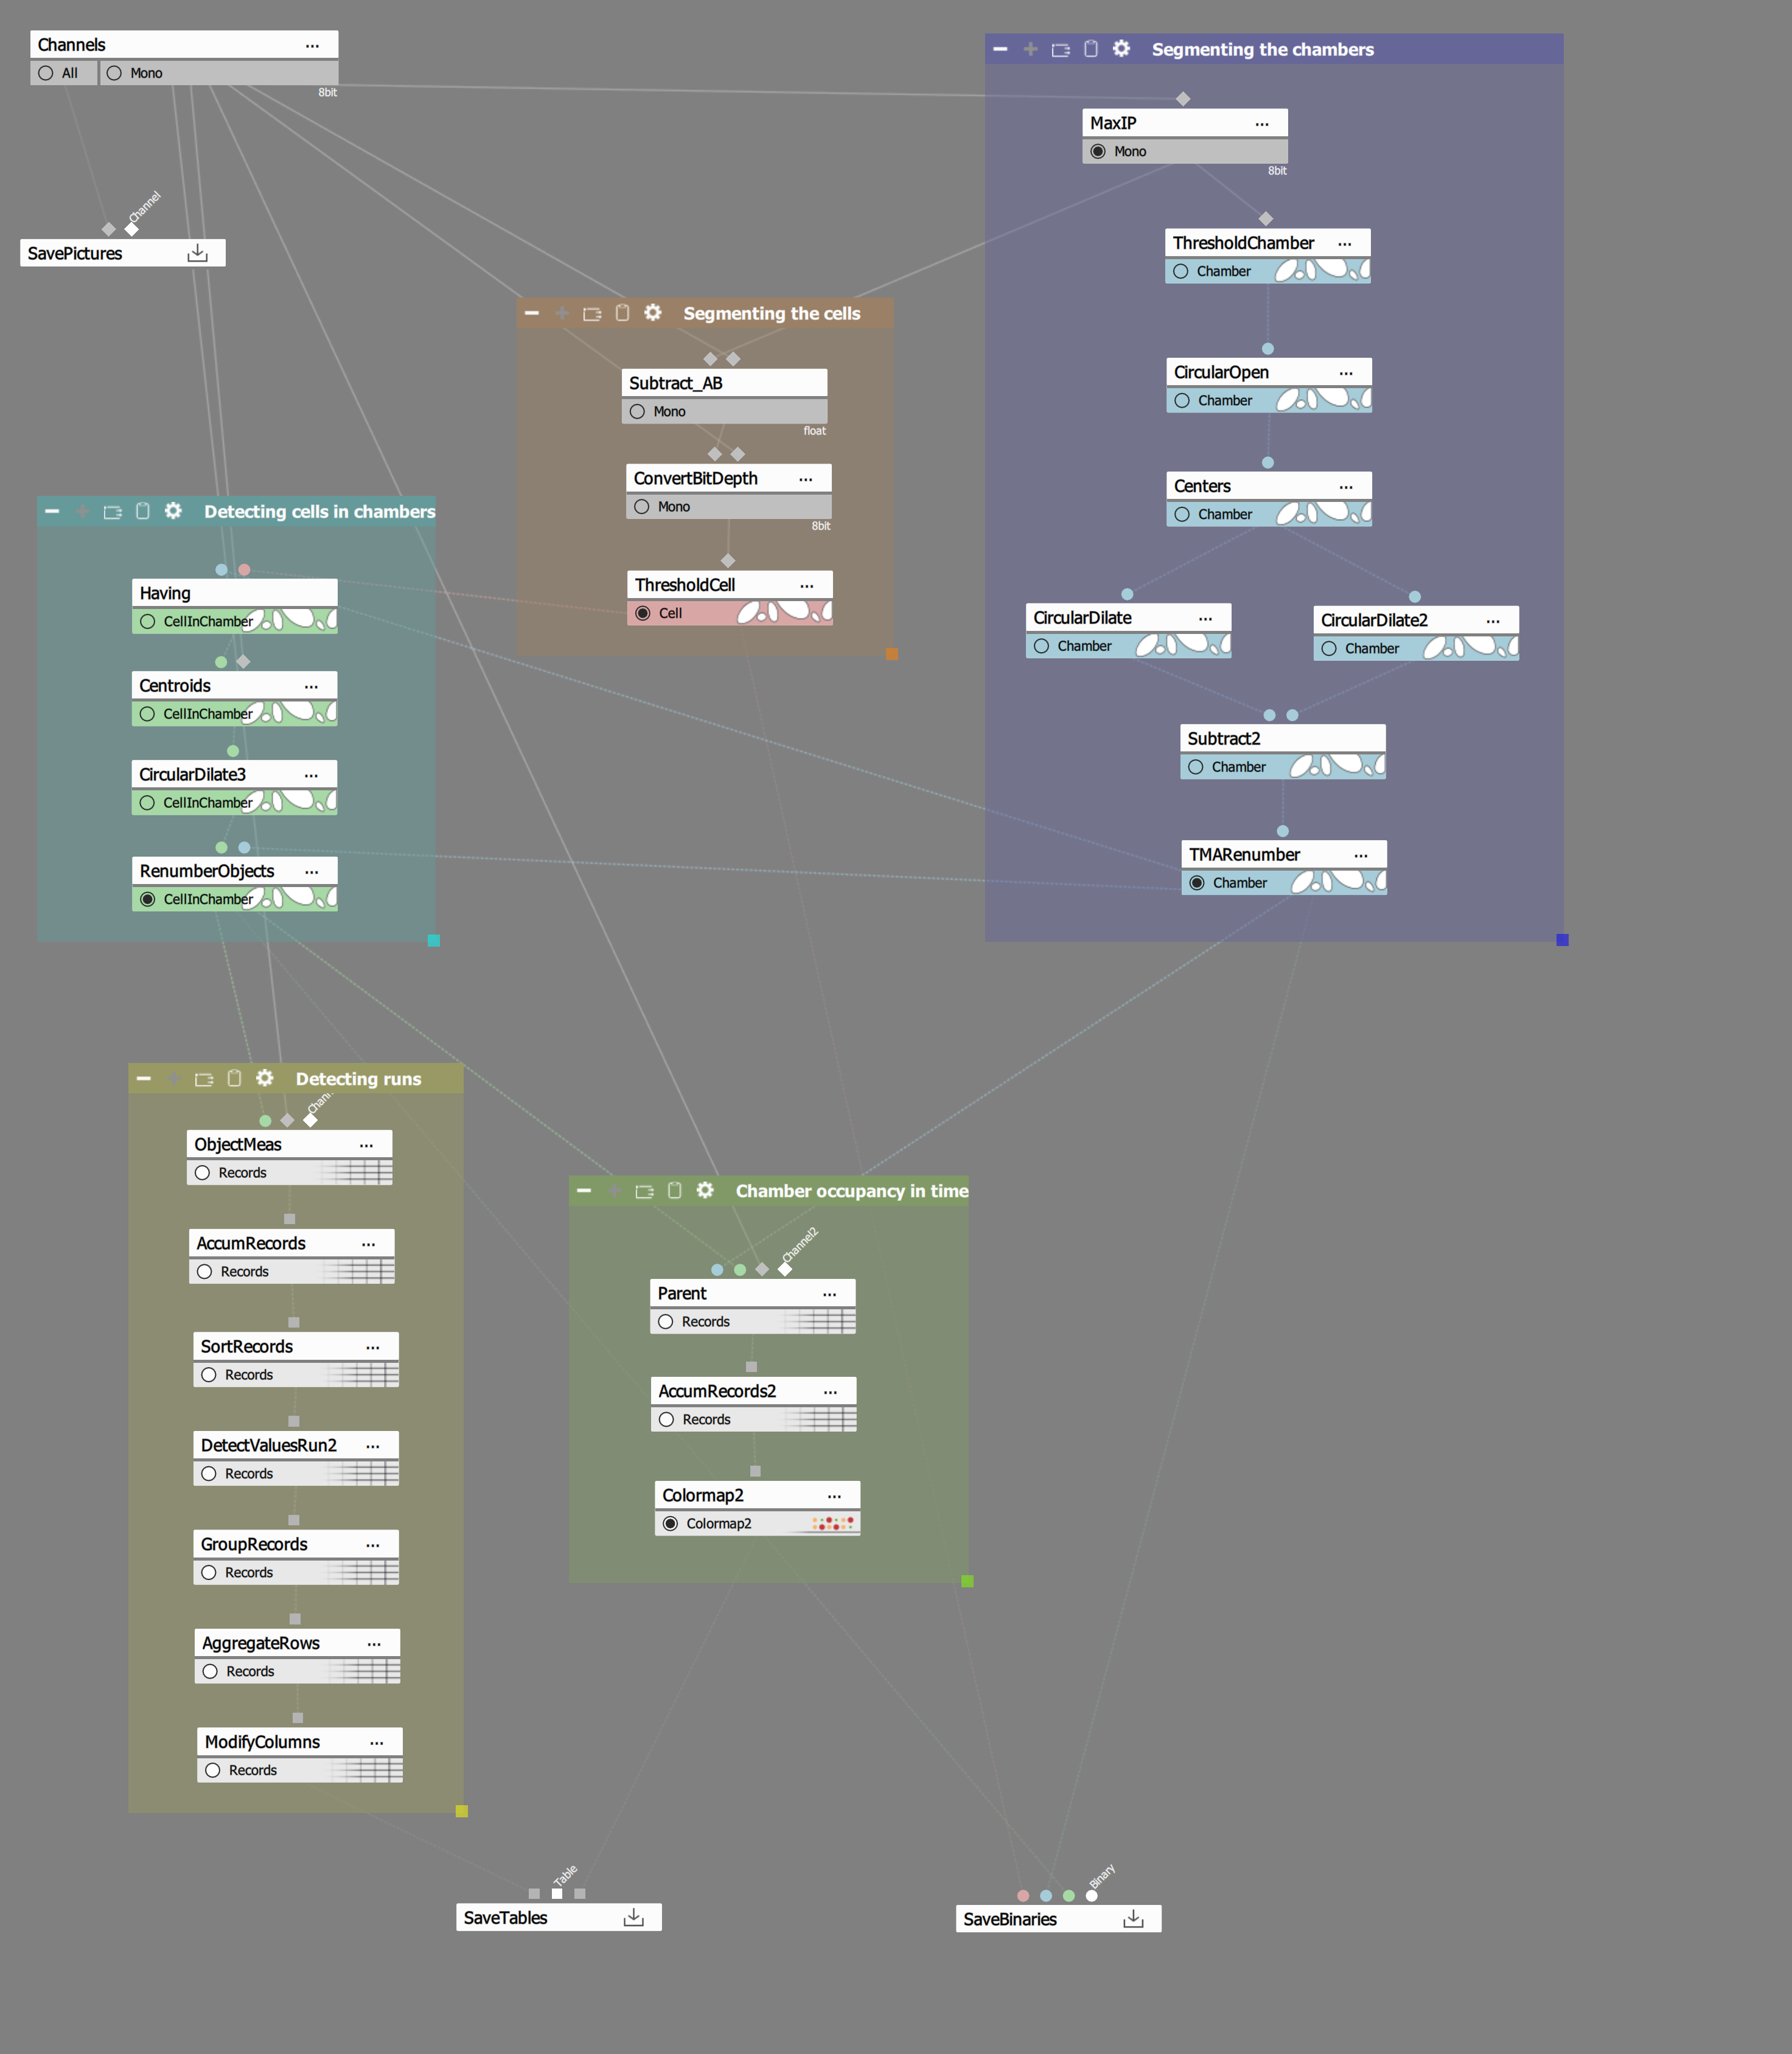 Channels ...
All Mono
8bit
Channel
SavePictures
Segmenting the chambers
MaxIP ...
Mono
8bit
ThresholdChamber ...
Chamber
CircularOpen ...
Chamber
Centers ...
Chamber
CircularDilate ...
Chamber
CircularDilate2 ...
Chamber
Subtract2
Chamber
TMARenumber ...
Chamber
Segmenting the cells
Subtract_AB
Mono
float
ConvertBitDepth ...
Mono
8bit
ThresholdCell ...
Cell
Detecting cells in chambers
Having
CellInChamber
Centroids ...
CellInChamber
CircularDilate3 ...
CellInChamber
RenumberObjects ...
CellInChamber
Detecting runs
Chann
ObjectMeas ...
Records
AccumRecords ...
Records
SortRecords ...
Records
DetectValuesRun2 ...
Records
GroupRecords ...
Records
AggregateRows ...
Records
ModifyColumns ...
Records
Chamber occupancy in time
Channel2
Parent ...
Records
AccumRecords2 ...
Records
Colormap2 ...
Colormap2
Table
SaveTables
Binary
SaveBinaries